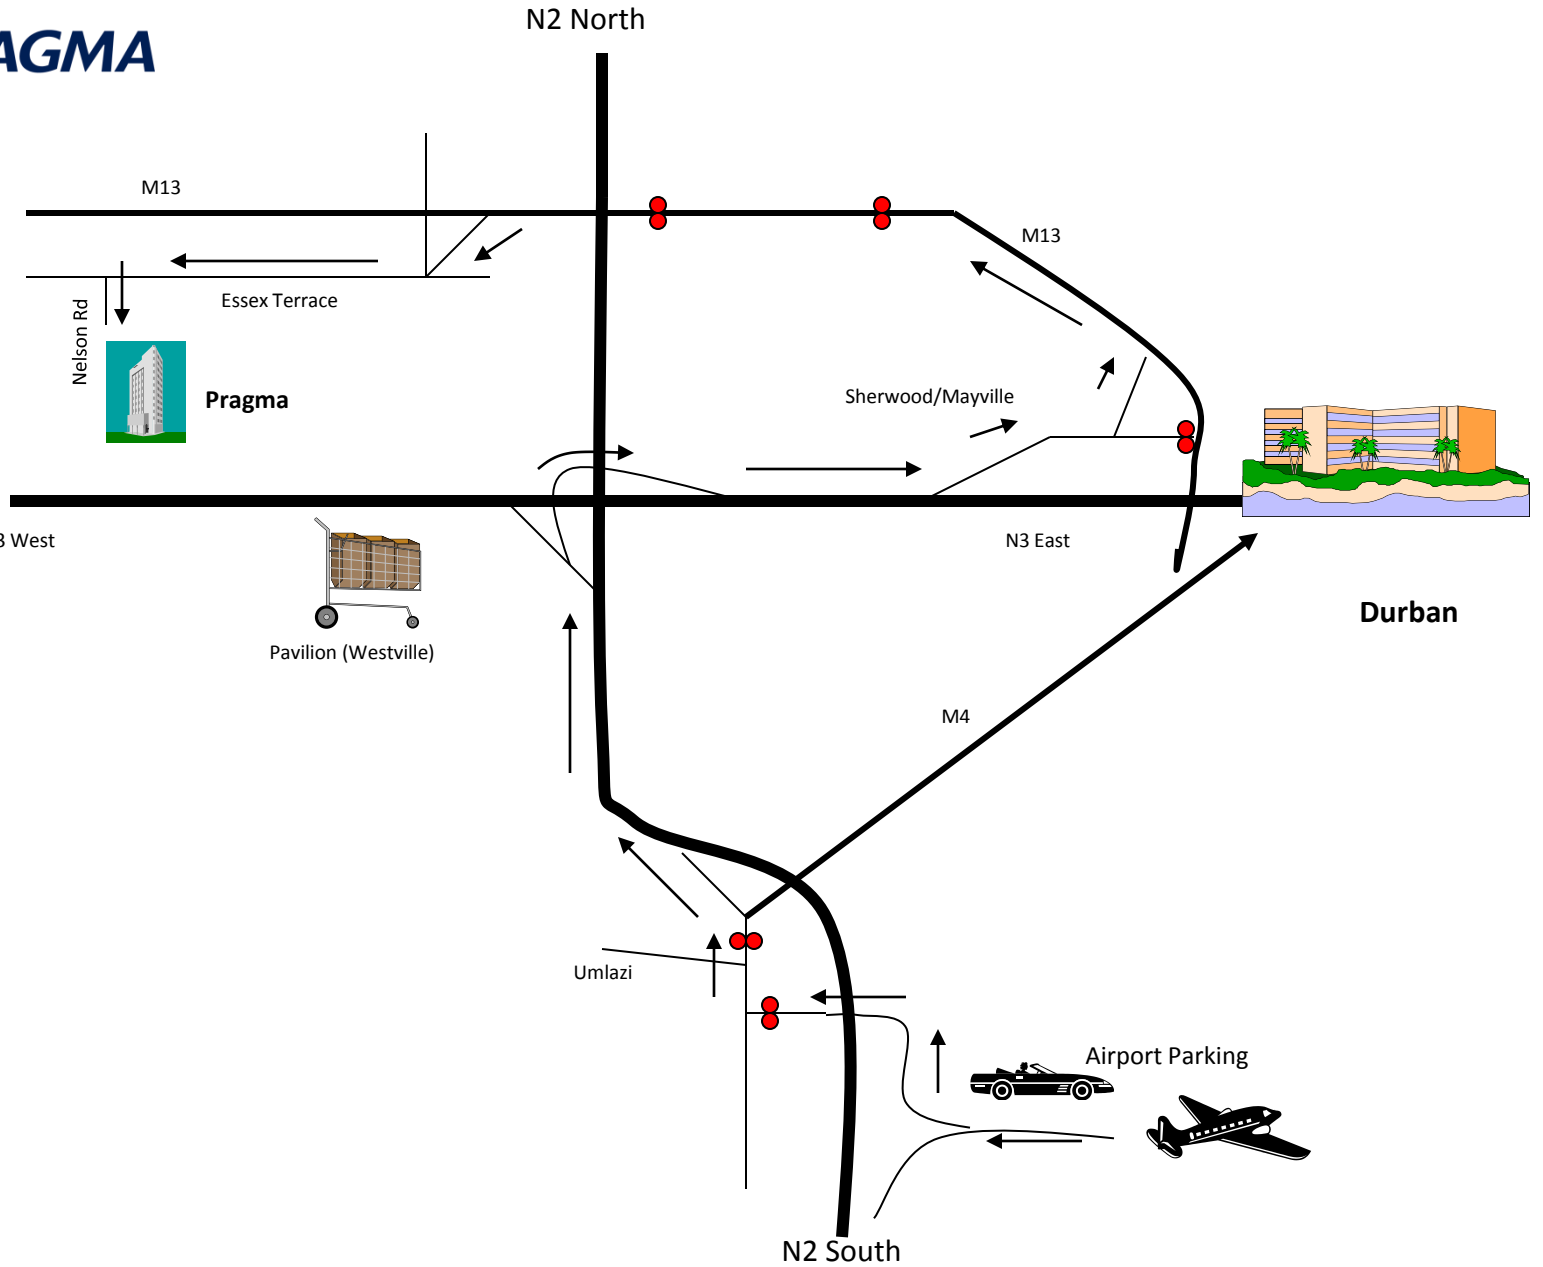 N2 North
AGMA
M13
M13
Essex Terrace
Nelson Rd
Pragma
Sherwood/Mayville
3 West
N3 East
Durban
Pavilion (Westville)
M4
Umlazi
Airport Parking
N2 South